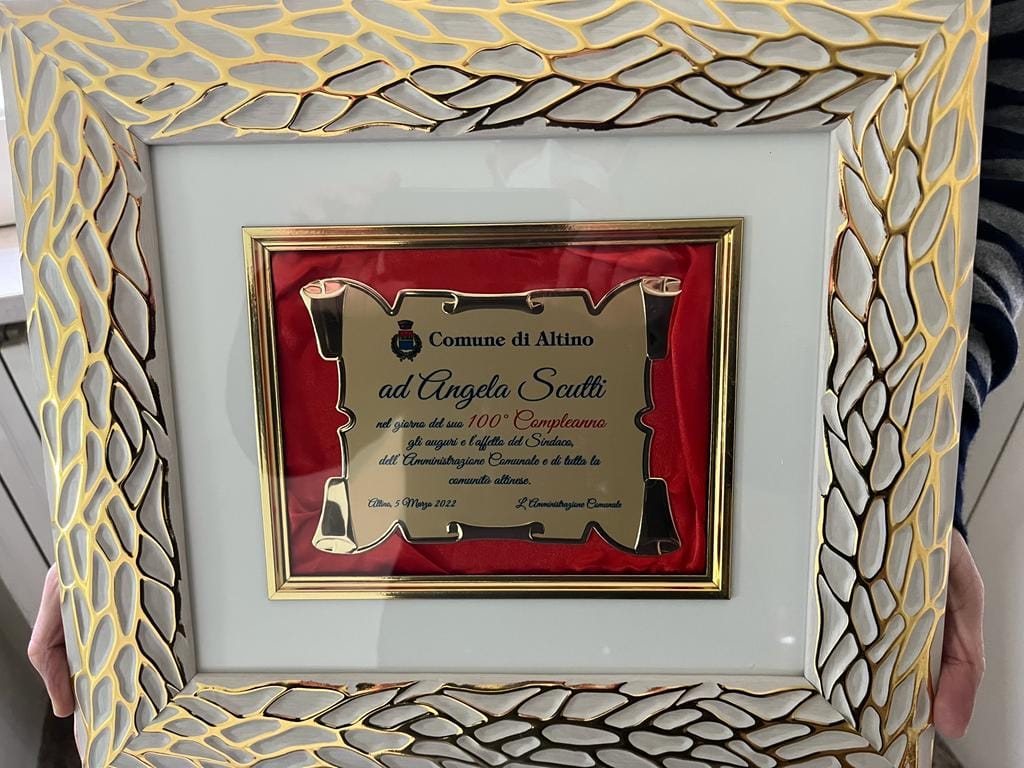 Comune di Altino
ad Angela Scutti
nel giorno del suo 100° Compleanno
gli auguri e l'affetto del Sindaco,
dell'Amministrazione Comunale e di tutta la
comunità altinese.
Altino, 5 Marzo 2022 L'Amministrazione Comunale